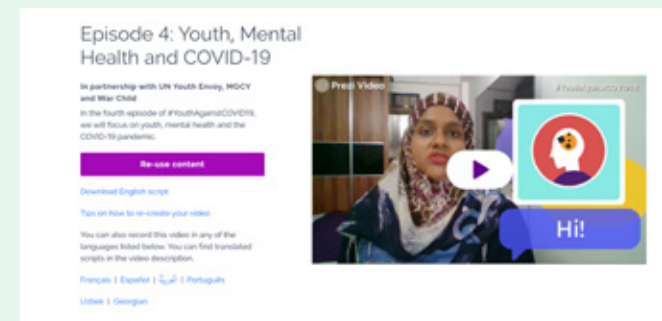 Episode 4: Youth, Mental
Health and COVID-19
In partnership with UN Youth Envoy, MGCY
and War Child
In the fourth episode of #YouthAgainstCOVID19,
we will focus on youth, mental health and the
COVID-19 pandemic.
Re-use content
Download English script
Tips on how to re-create your video
You can also record this video in any of the
languages listed below. You can find translated
scripts in the video description.
Français | Español | العربية | Português
Uzbek | Georgian
Prezi Video
#YouthAgainstCOVID19
Hi!